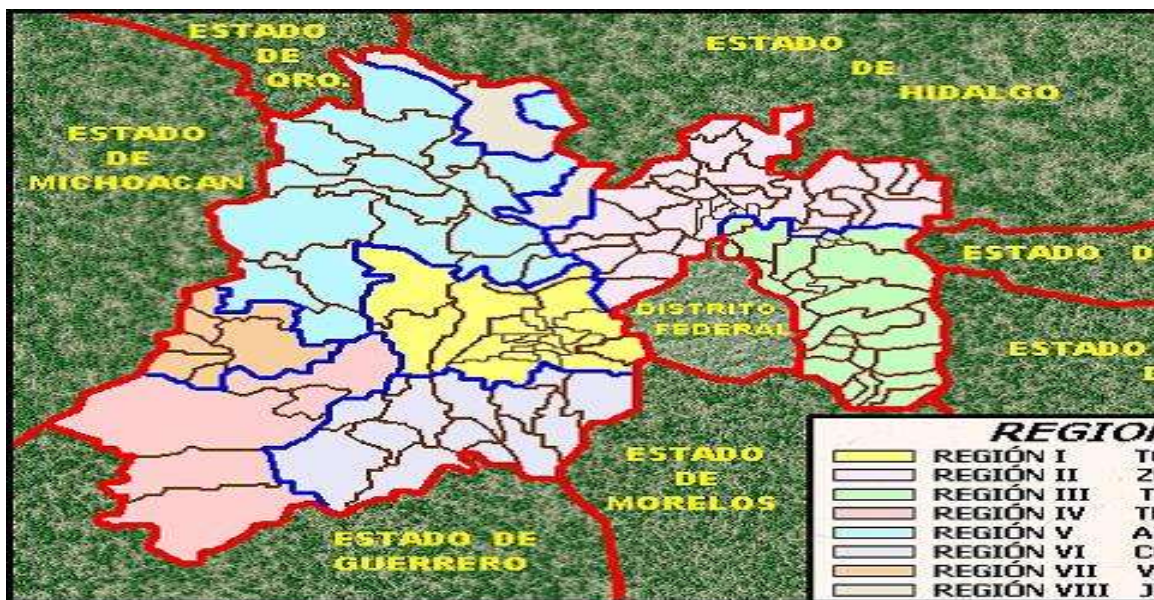 ESTADO
DE
QRO.
ESTADO
DE
HIDALGO
ESTADO
DE
MICHOACAN
ESTADO D
DISTRITO
FEDERAL
ESTADO
E
ESTADO
DE
MORELOS
ESTADO DE
GUERRERO
REGIO
REGIÓN I T
REGIÓN II Z
REGIÓN III T
REGIÓN IV T
REGIÓN V A
REGIÓN VI C
REGIÓN VII V
REGIÓN VIII J